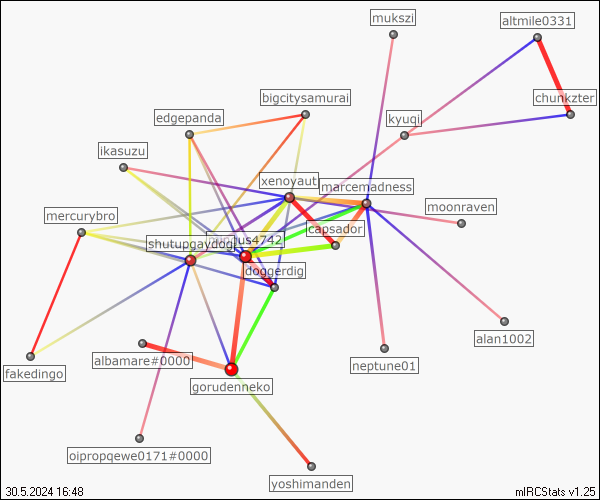 mukszi
altmile0331
bigcitysamurai
chunkzter
edgepanda
kyuqi
ikasuzu
xenoyaut
marcemadness
mercurybro
moonraven
capsador
shutupgaydog
4742
doggerdig
alan1002
albamare#0000
neptune01
fakedingo
gorudenneko
oipropqewe0171#0000
yoshimanden
30.5.2024 16:48
mIRCStats v1.25